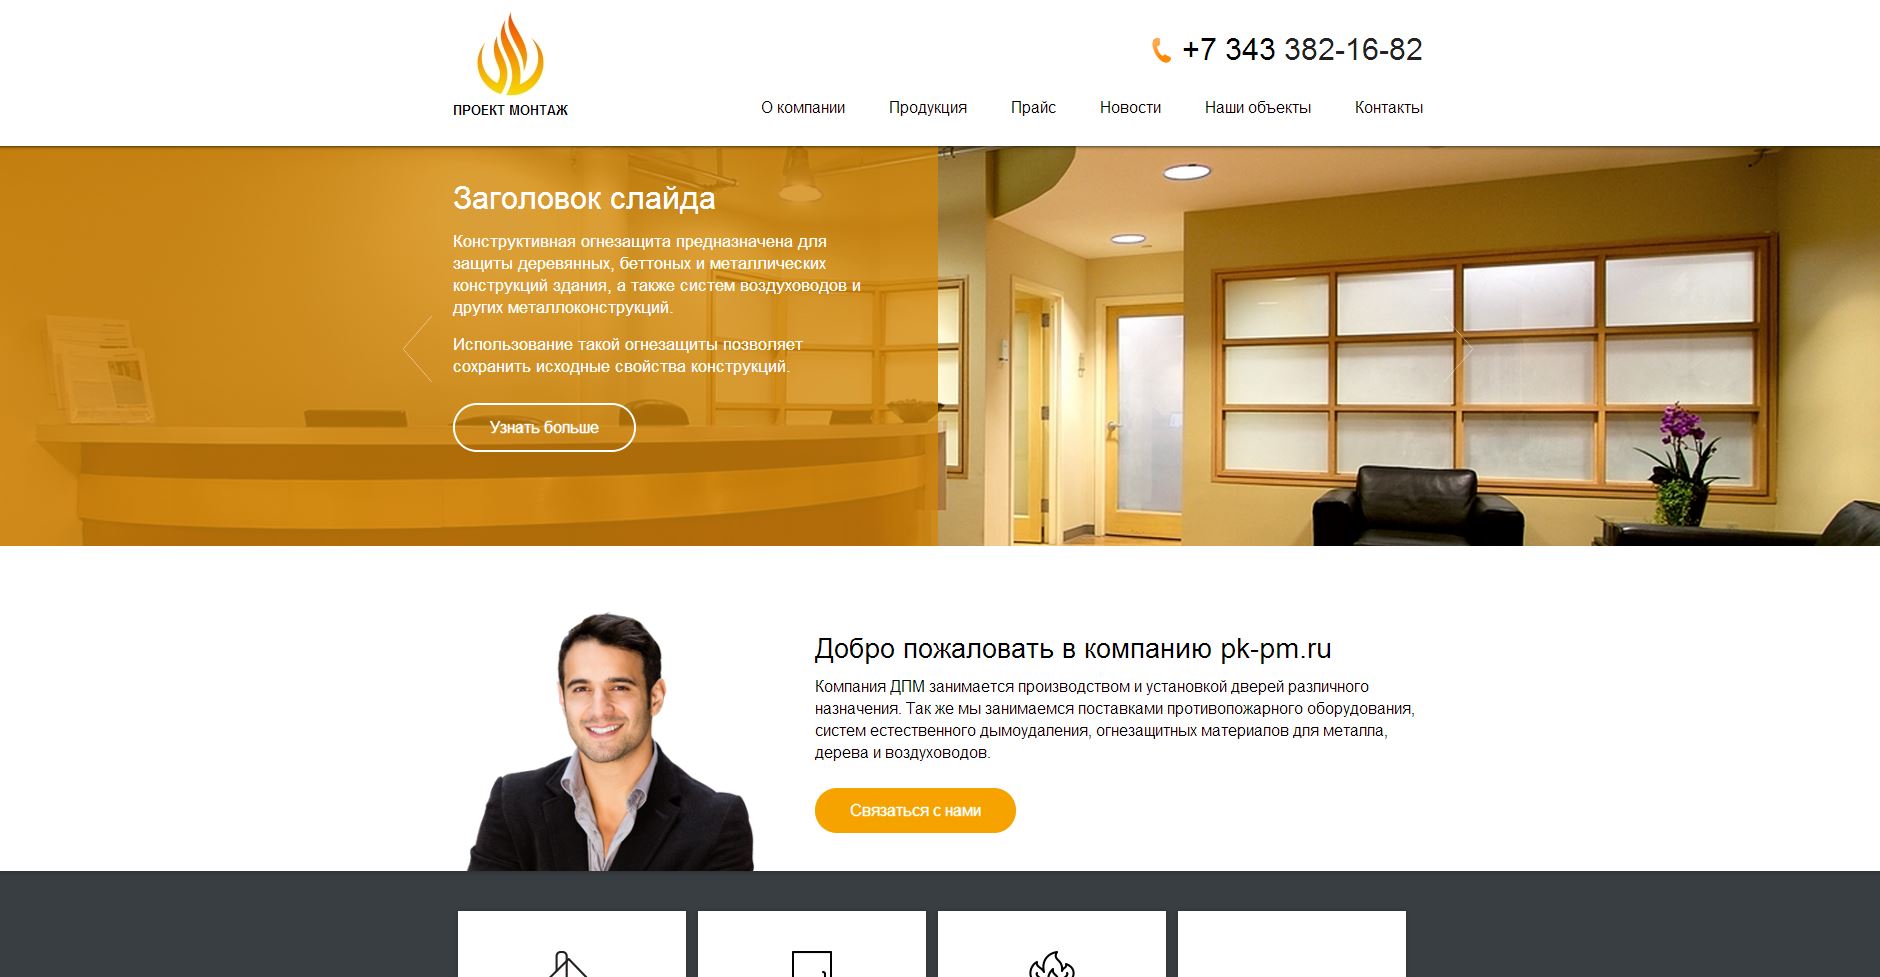 +7 343 382-16-82
ПРОЕКТ МОНТАЖ
О компании Продукция Прайс Новости Наши объекты Контакты
Заголовок слайда
Конструктивная огнезащита предназначена для
защиты деревянных, беттоных и металлических
конструкций здания, а также систем воздуховодов и
других металлоконструкций.
Использование такой огнезащиты позволяет
сохранить исходные свойства конструкций.
Узнать больше
Добро пожаловать в компанию pk-pm.ru
Компания ДПМ занимается производством и установкой дверей различного
назначения. Так же мы занимаемся поставками противопожарного оборудования,
систем естественного дымоудаления, огнезащитных материалов для металла,
дерева и воздуховодов.
Связаться с нами